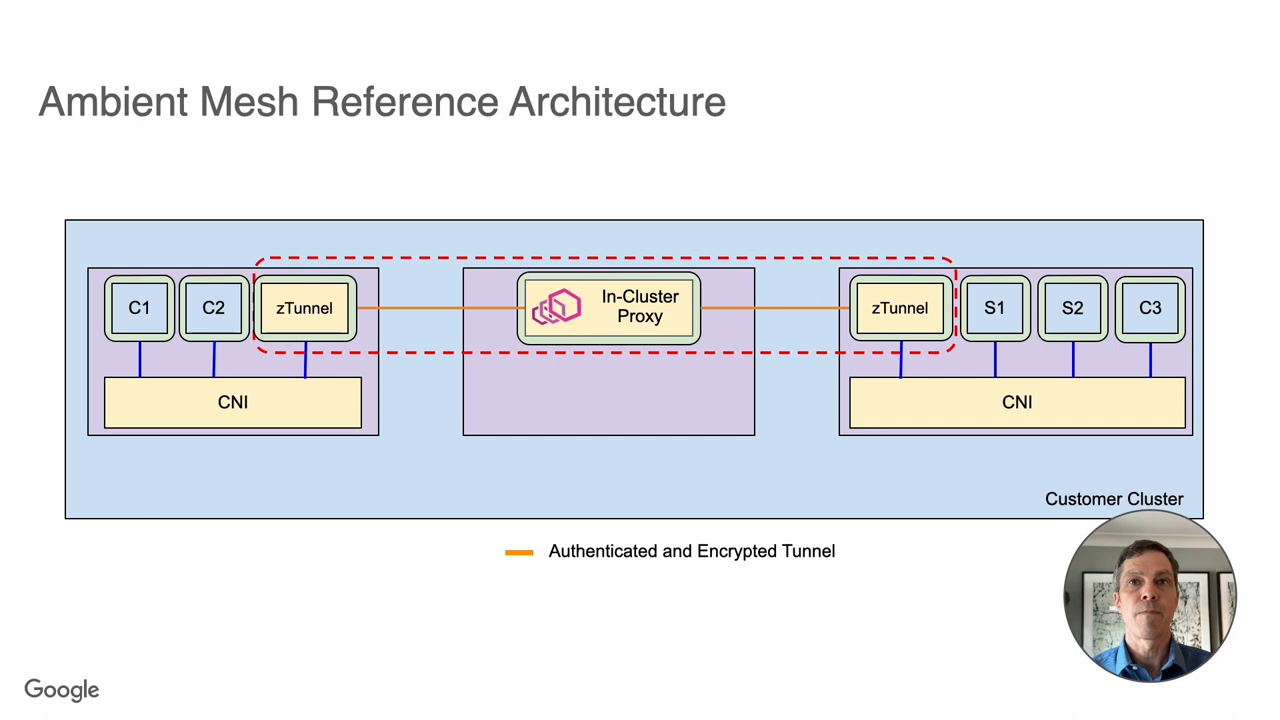 Ambient Mesh Reference Architecture
C1
C2
zTunnel
In-Cluster
Proxy
zTunnel
S1
S2
C3
CNI
CNI
Customer Cluster
Authenticated and Encrypted Tunnel
Google